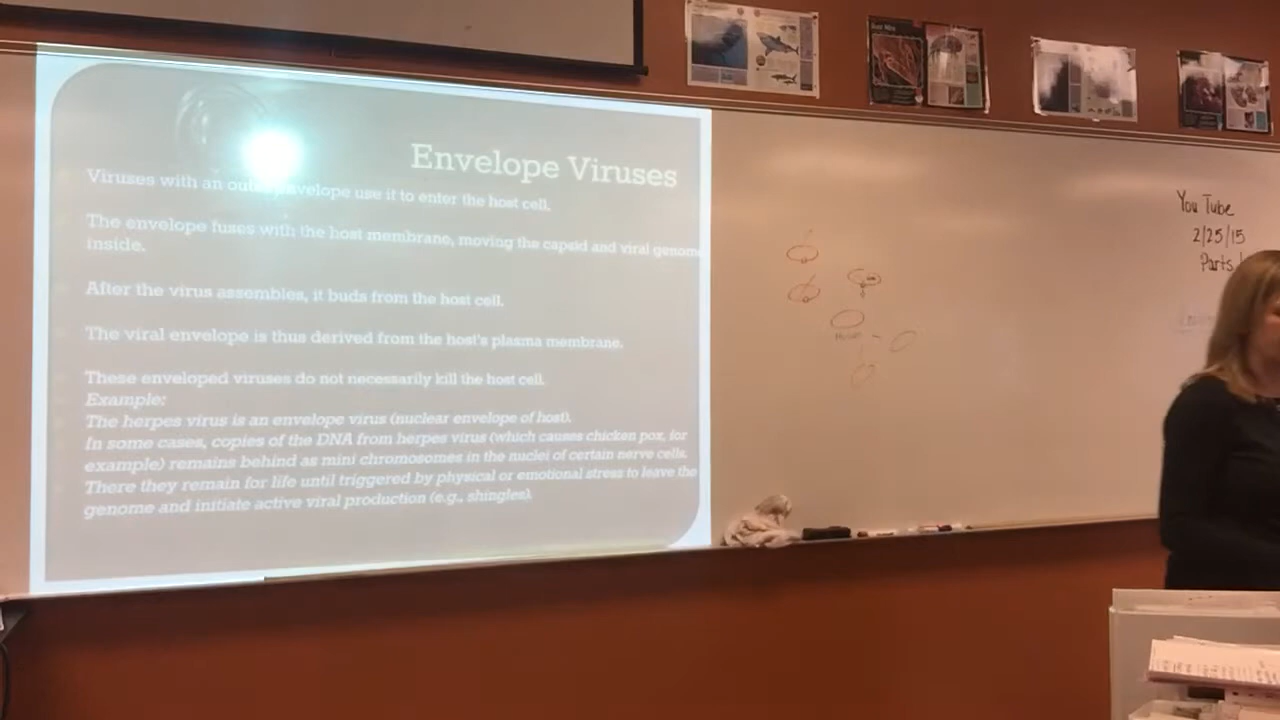 Envelope Viruses
Viruses with an outer envelope use it to enter the host cell.
The envelope fuses with the host membrane, moving the capsid and viral genome
inside.
After the virus assembles, it buds from the host cell.
The viral envelope is thus derived from the host's plasma membrane.
These enveloped viruses do not necessarily kill the host cell.
Example:
The herpes virus is an envelope virus (nuclear envelope of host).
In some cases, copies of the DNA from herpes virus (which causes chicken pox, for
example) remains behind as mini chromosomes in the nuclei of certain nerve cells.
There they remain for life until triggered by physical or emotional stress to leave the
genome and initiate active viral production (e.g., shingles).
You Tube
2/25/15
Parts